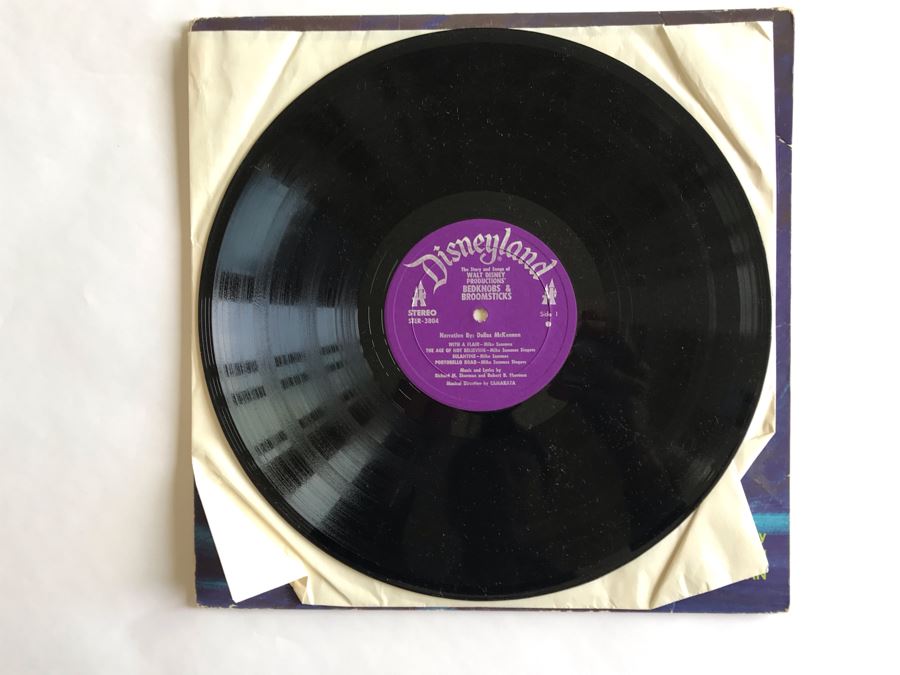 Disneyland
The Story and Songs of
WALT DISNEY
PRODUCTIONS'
BEDKNOBS &
BROOMSTICKS
STEREO
STER-3804
Side 1
Narration By: Dallas McKennon
WITH A FLAIR—Mike Sammes
THE AGE OF NOT BELIEVING—Mike Sammes Singers
EGLANTINE—Mike Sammes
PORTOBELLO ROAD—Mike Sammes Singers
Music and Lyrics by
Richard M. Sherman and Robert B. Sherman
Musical Direction by CAMARATA
Y
AN